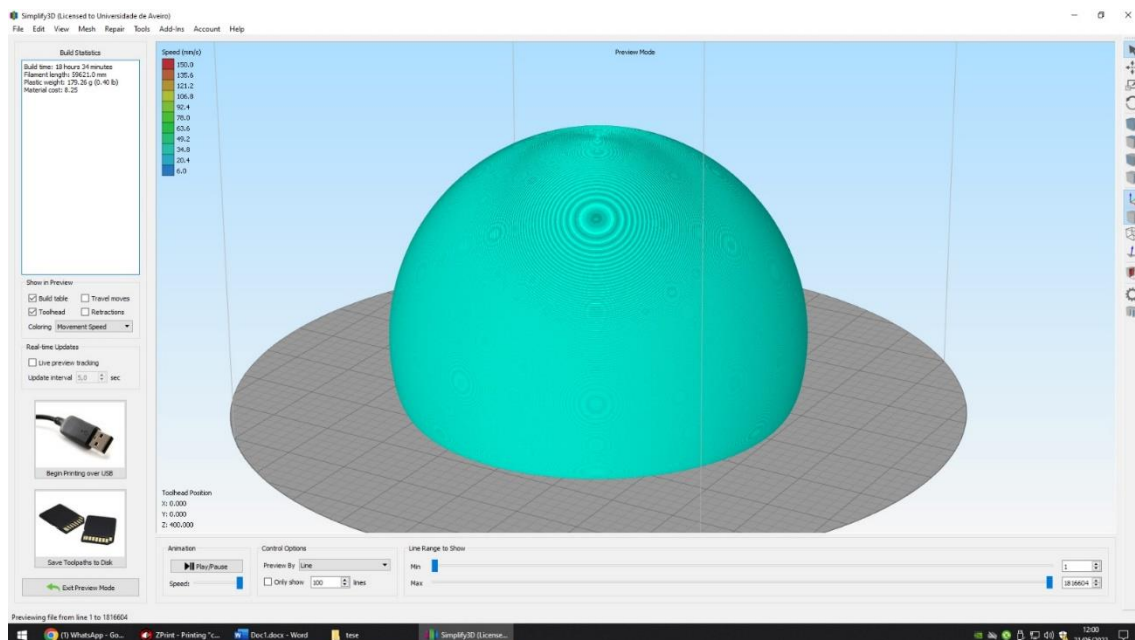 Simplify3D (Licensed to Universidade de Aveiro)
File Edit View Mesh Repair Tools Add-Ins Account Help
Build Statistics
Build time: 18 hours 34 minutes
Filament length: 59621.0 mm
Plastic weight: 179.26 g (0.40 lb)
Material cost: 8.25
Speed (mm/s)
150.0
135.6
121.2
106.8
92.4
78.0
63.6
49.2
34.8
20.4
6.0
Preview Mode
Show in Preview
Build table Travel moves
Toolhead Retractions
Coloring Movement Speed
Real-time Updates
Live preview tracking
Update interval 5,0 sec
Begin Printing over USB
Save Toolpaths to Disk
Exit Preview Mode
Toolhead Position
X: 0.000
Y: 0.000
Z: 400.000
Animation
Play/Pause
Speed:
Control Options
Preview By Line
Only show 100 lines
Line Range to Show
Min 1
Max 1816604
Previewing file from line 1 to 1816604
(1) WhatsApp - Go... ZPrint - Printing "c... Doc1.docx - Word tese Simplify3D (License...
12:00